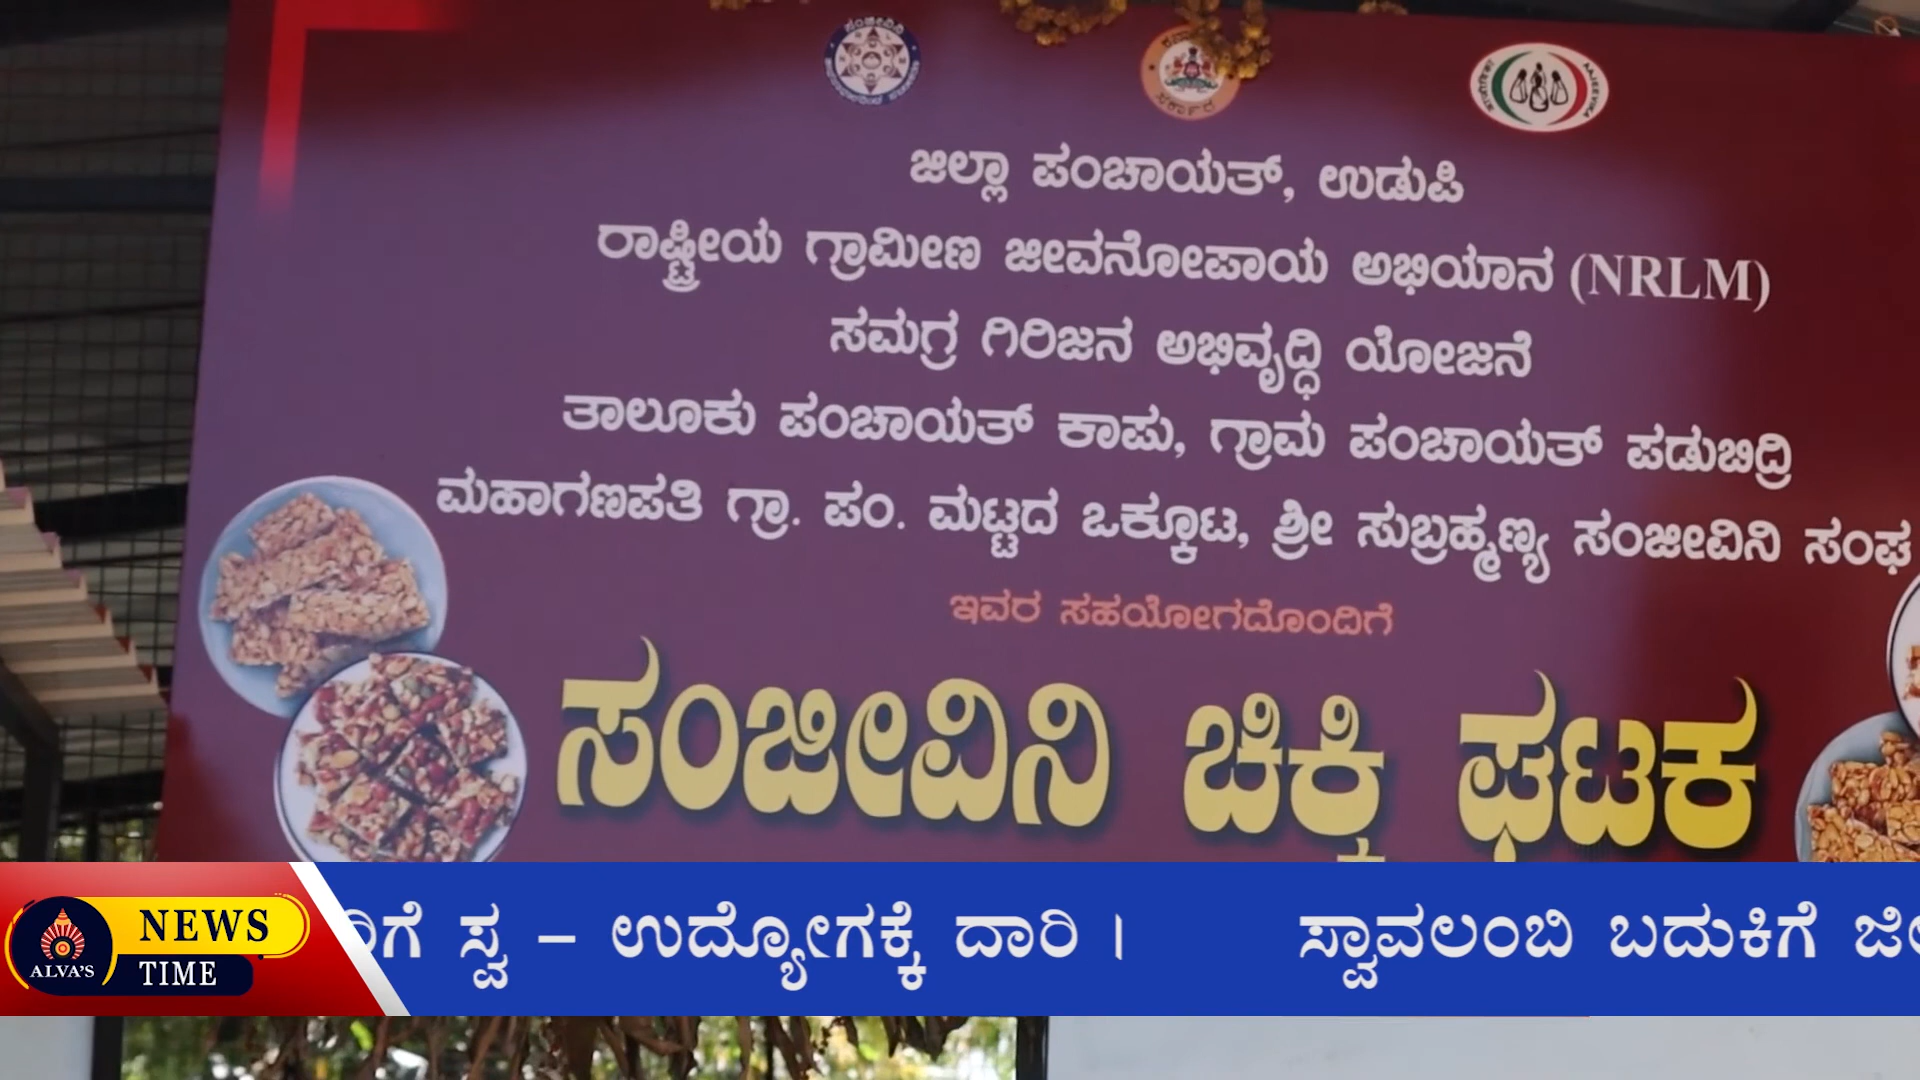 ಸಂಜೀವಿನಿ
AAJEEVIKA
ಜಿಲ್ಲಾ ಪಂಚಾಯತ್, ಉಡುಪಿ
ರಾಷ್ಟ್ರೀಯ ಗ್ರಾಮೀಣ ಜೀವನೋಪಾಯ ಅಭಿಯಾನ (NRLM)
ಸಮಗ್ರ ಗಿರಿಜನ ಅಭಿವೃದ್ಧಿ ಯೋಜನೆ
ತಾಲೂಕು ಪಂಚಾಯತ್ ಕಾಪು, ಗ್ರಾಮ ಪಂಚಾಯತ್ ಪಡುಬಿದ್ರಿ
ಮಹಾಗಣಪತಿ ಗ್ರಾ. ಪಂ. ಮಟ್ಟದ ಒಕ್ಕೂಟ, ಶ್ರೀ ಸುಬ್ರಹ್ಮಣ್ಯ ಸಂಜೀವಿನಿ ಸಂಘ
ಇವರ ಸಹಯೋಗದೊಂದಿಗೆ
ಸಂಜೀವಿನಿ ಚಿಕ್ಕಿ ಘಟಕ
ALVA'S NEWS TIME
ಸ್ವ – ಉದ್ಯೋಗಕ್ಕೆ ದಾರಿ । ಸ್ವಾವಲಂಬಿ ಬದುಕಿಗೆ